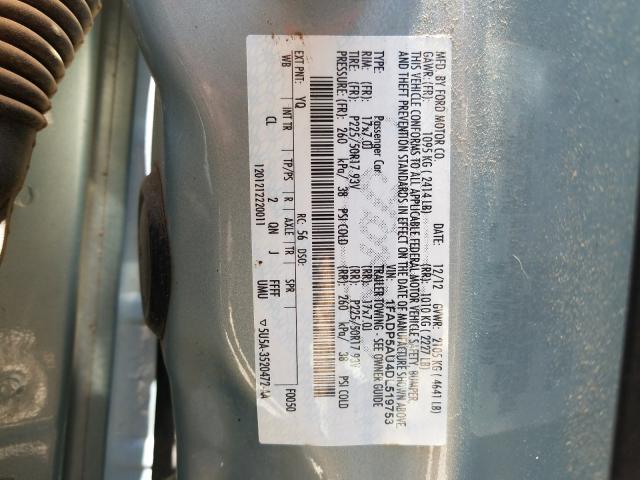 MFD. BY FORD MOTOR CO.
DATE: 12/12 GVWR: 2105 KG ( 4641 LB)
GAWR: (FR): 1095 KG ( 2414 LB) (RR): 1010 KG ( 2227 LB)
THIS VEHICLE CONFORMS TO ALL APPLICABLE FEDERAL MOTOR VEHICLE SAFETY, BUMPER,
AND THEFT PREVENTION STANDARDS IN EFFECT ON THE DATE OF MANUFACTURE SHOWN ABOVE
VIN: 1FADP5AU4DL519753
TYPE: Passenger Car TRAILER TOWING - SEE OWNER GUIDE
RIM: (FR): 17x7.0J (RR): 17x7.0J
TIRE: (FR): P225/50R17 93V (RR): P225/50R17 93V
PRESSURE: (FR): 260 kPa/ 38 PSI COLD (RR): 260 kPa/ 38 PSI COLD
EXT PNT: YQ RC: 56 DSO: F0050
WB INT TR TP/PS R AXLE TR SPR
CL 2 QN J FFFF UMU
1201212220011 ▽5U5A-3520472-AA